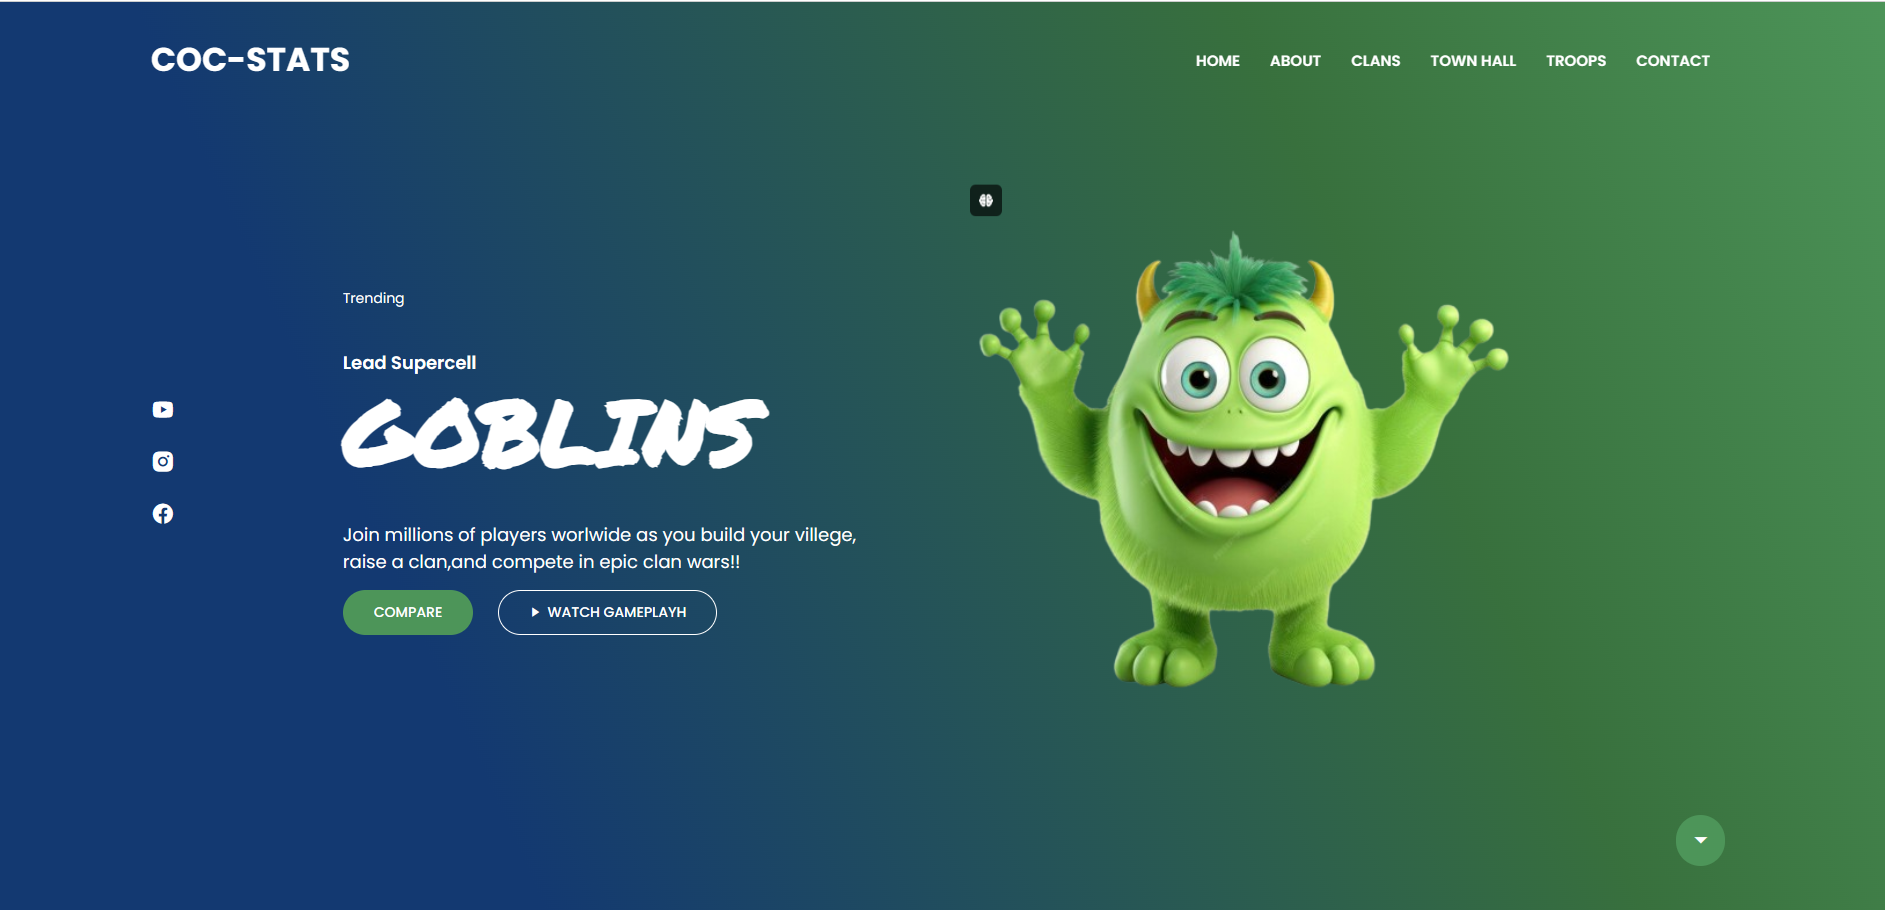 COC-STATS
HOME ABOUT CLANS TOWN HALL TROOPS CONTACT
Trending
Lead Supercell
GOBLINS
Join millions of players worlwide as you build your villege,
raise a clan,and compete in epic clan wars!!
COMPARE WATCH GAMEPLAYH